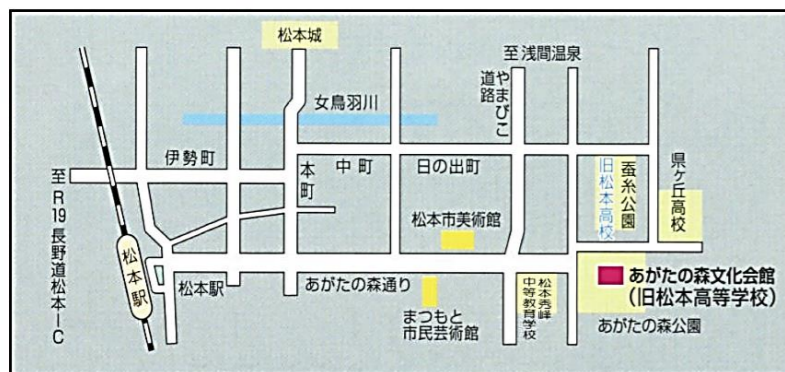 松本城
至浅間温泉
やまびこ
道路
女鳥羽川
伊勢町
本町
中町
日の出町
旧松本高校
蚕糸公園
県ヶ丘高校
至R19長野道松本IC
松本市美術館
松本駅
松本駅
あがたの森通り
まつもと
市民芸術館
松本秀峰
中等教育学校
あがたの森文化会館
(旧松本高等学校)
あがたの森公園